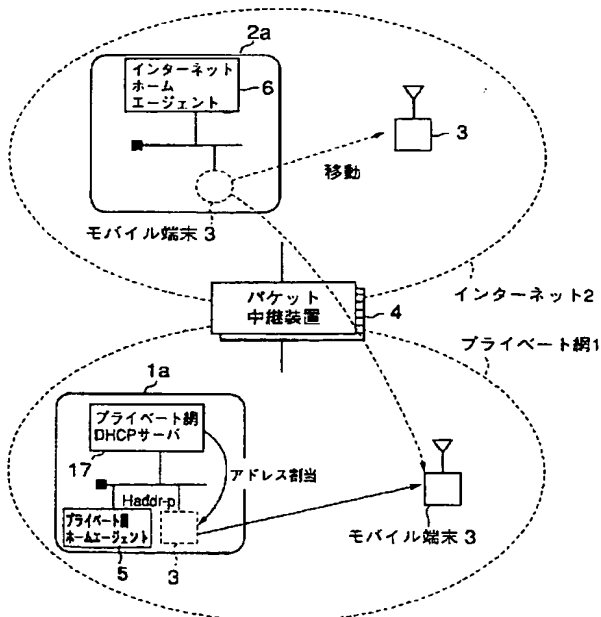 2a
インターネット
ホーム
エージェント
6
3
移動
モバイル端末 3
パケット
中継装置
4
インターネット2
プライベート網1
1a
プライベート網
DHCPサーバ
17
アドレス割当
Haddr-p
プライベート網
ホームエージェント
5
3
モバイル端末 3